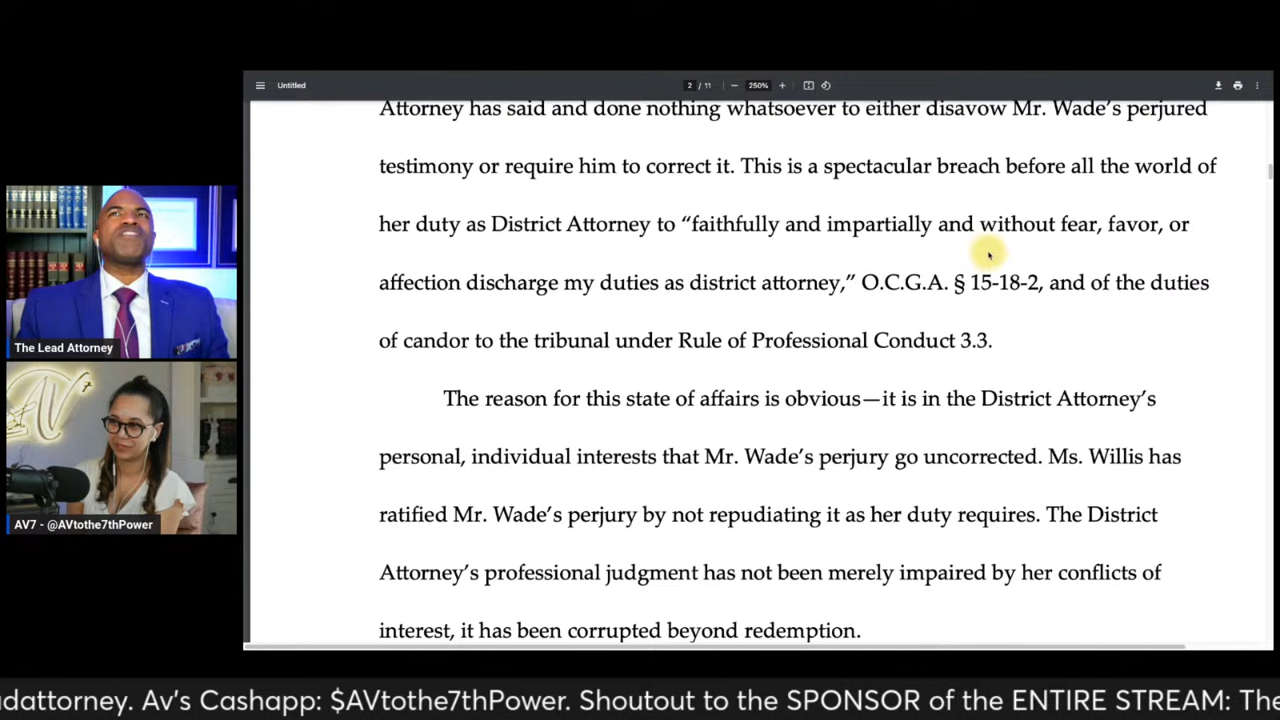 Untitled
2 / 11
250%
Attorney has said and done nothing whatsoever to either disavow Mr. Wade's perjured
testimony or require him to correct it. This is a spectacular breach before all the world of
her duty as District Attorney to “faithfully and impartially and without fear, favor, or
affection discharge my duties as district attorney,” O.C.G.A. § 15-18-2, and of the duties
of candor to the tribunal under Rule of Professional Conduct 3.3.
The reason for this state of affairs is obvious—it is in the District Attorney's
personal, individual interests that Mr. Wade's perjury go uncorrected. Ms. Willis has
ratified Mr. Wade's perjury by not repudiating it as her duty requires. The District
Attorney's professional judgment has not been merely impaired by her conflicts of
interest, it has been corrupted beyond redemption.
The Lead Attorney
AV
7
AV7 - @AVtothe7thPower
dattorney. Av's Cashapp: $AVtothe7thPower. Shoutout to the SPONSOR of the ENTIRE STREAM: The